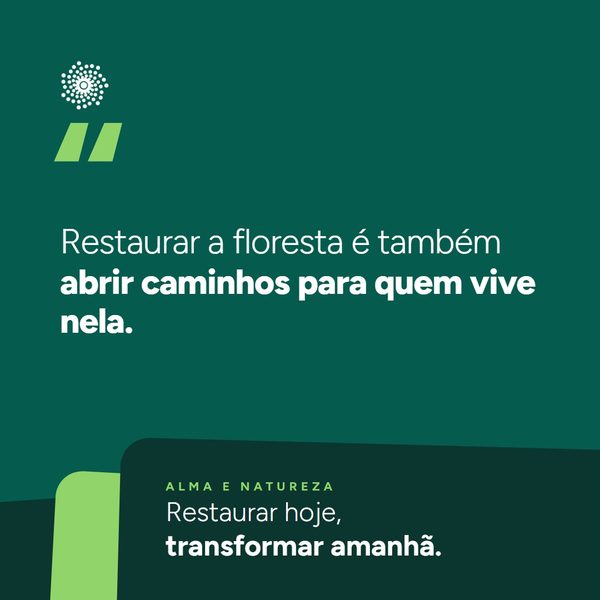 Restaurar a floresta é também
abrir caminhos para quem vive
nela.
ALMA E NATUREZA
Restaurar hoje,
transformar amanhã.